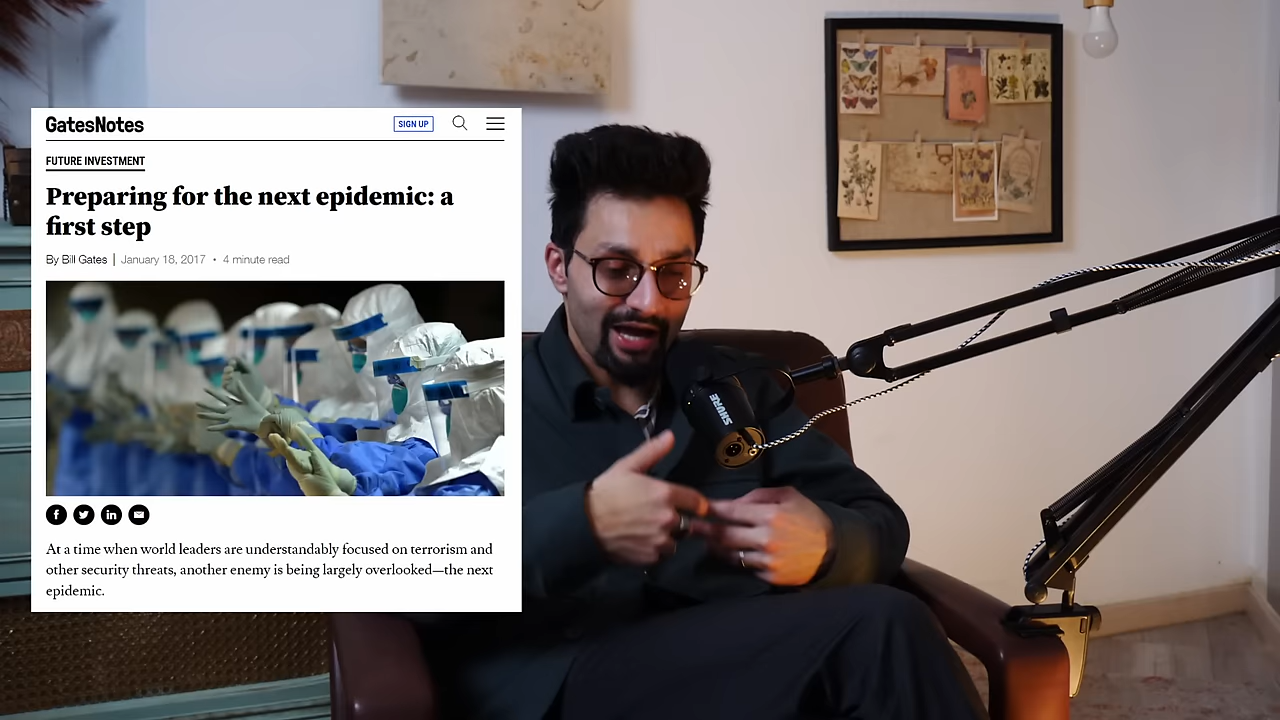 GatesNotes
SIGN UP
FUTURE INVESTMENT
Preparing for the next epidemic: a
first step
By Bill Gates | January 18, 2017 • 4 minute read
At a time when world leaders are understandably focused on terrorism and
other security threats, another enemy is being largely overlooked—the next
epidemic.
SHURE